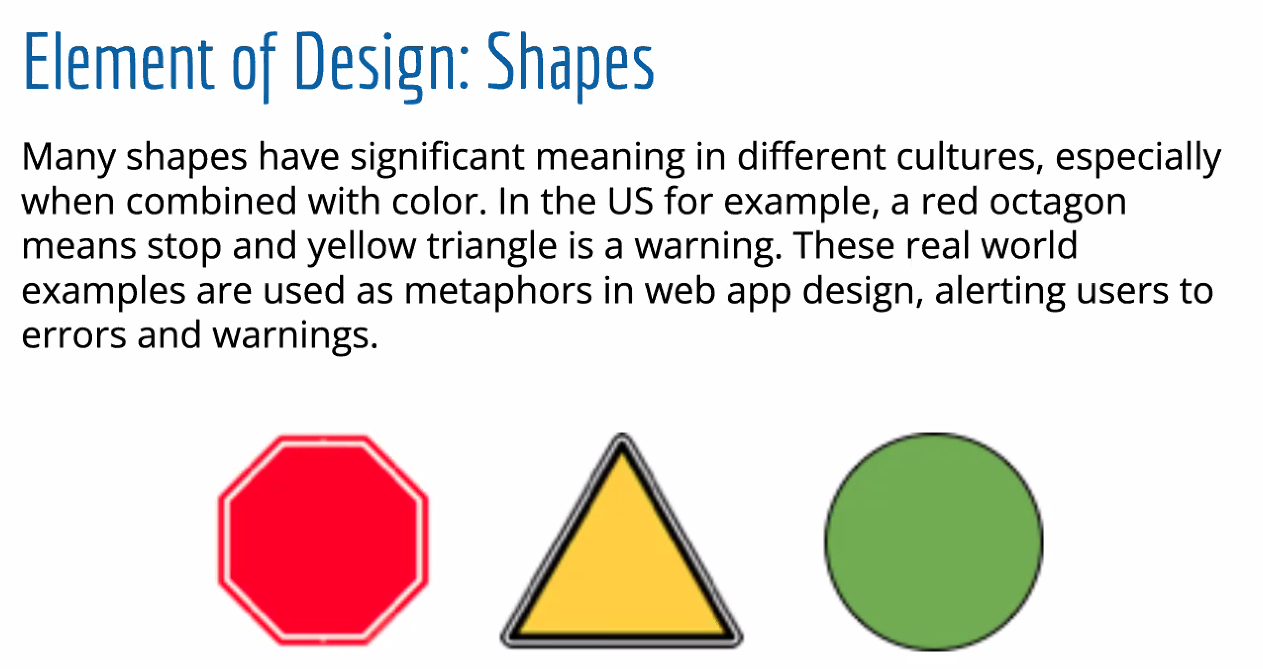 Element of Design: Shapes
Many shapes have significant meaning in different cultures, especially
when combined with color. In the US for example, a red octagon
means stop and yellow triangle is a warning. These real world
examples are used as metaphors in web app design, alerting users to
errors and warnings.